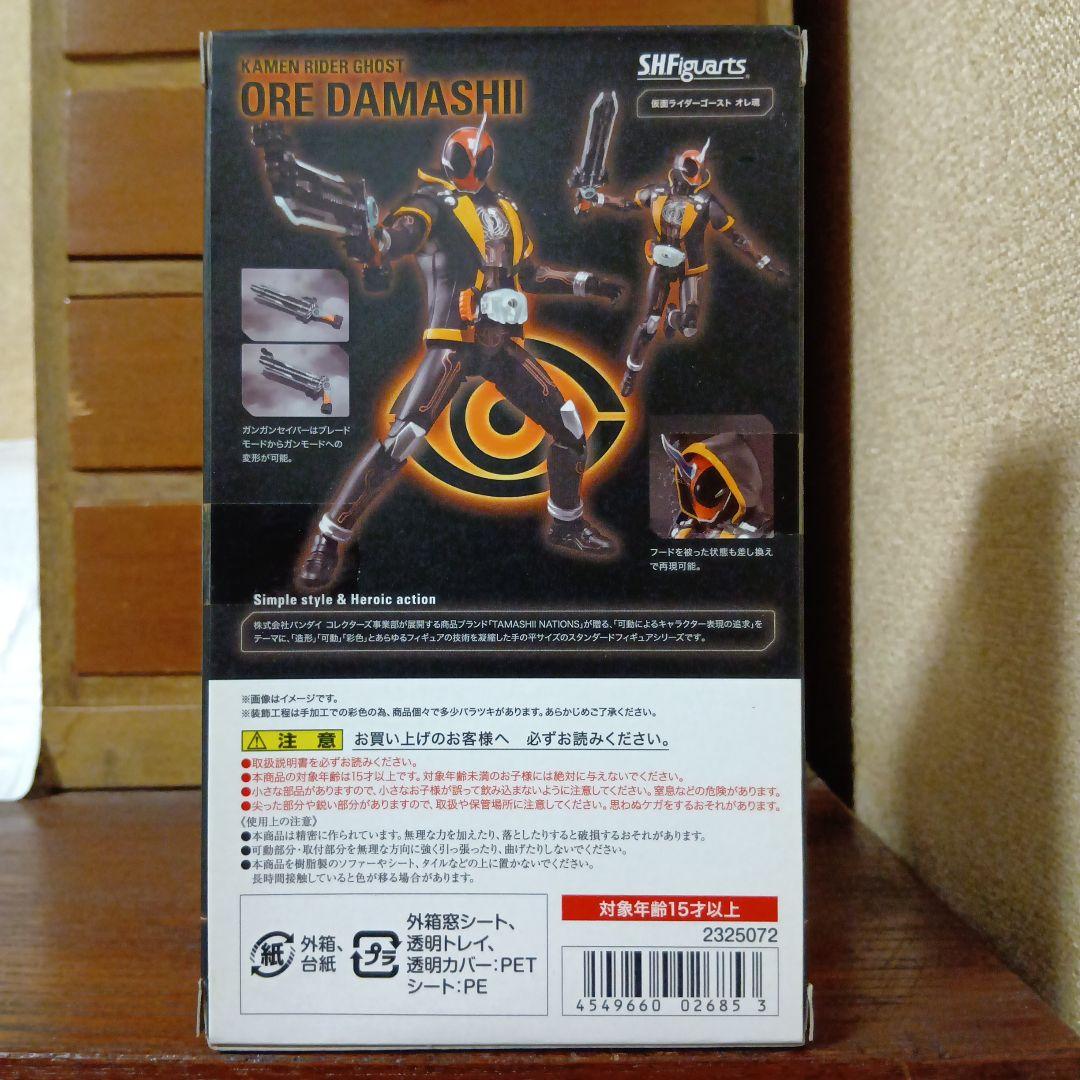 KAMEN RIDER GHOST
ORE DAMASHII
S.H.Figuarts
仮面ライダーゴースト オレ魂
ガンガンセイバーはブレード
モードからガンモードへの
変形が可能。
フードを被った状態も差し換え
で再現可能。
Simple style & Heroic action
株式会社バンダイ コレクターズ事業部が展開する商品ブランド「TAMASHII NATIONS」が贈る、「可動によるキャラクター表現の追求」を
テーマに、「造形」「可動」「彩色」とあらゆるフィギュアの技術を凝縮した手の平サイズのスタンダードフィギュアシリーズです。
※画像はイメージです。
※装飾工程は手加工での彩色の為、商品個々で多少バラツキがあります。あらかじめご了承ください。
注意 お買い上げのお客様へ 必ずお読みください。
●取扱説明書を必ずお読みください。
●本商品の対象年齢は15才以上です。対象年齢未満のお子様には絶対に与えないでください。
●小さな部品がありますので、小さなお子様が誤って飲み込まないように注意してください。窒息などの危険があります。
●尖った部分や鋭い部分がありますので、取扱や保管場所に注意してください。思わぬケガをするおそれがあります。
〈使用上の注意〉
●本商品は精密に作られています。無理な力を加えたり、落としたりすると破損するおそれがあります。
●可動部分・取付部分を無理な方向に強く引っ張ったり、曲げたりしないでください。
●本商品を樹脂製のソファーやシート、タイルなどの上に置かないでください。
長時間接触していると色が移る場合があります。
紙 外箱、
台紙
プラ 外箱窓シート、
透明トレイ、
透明カバー:PET
シート:PE
対象年齢15才以上
2325072
4549660 02685 3